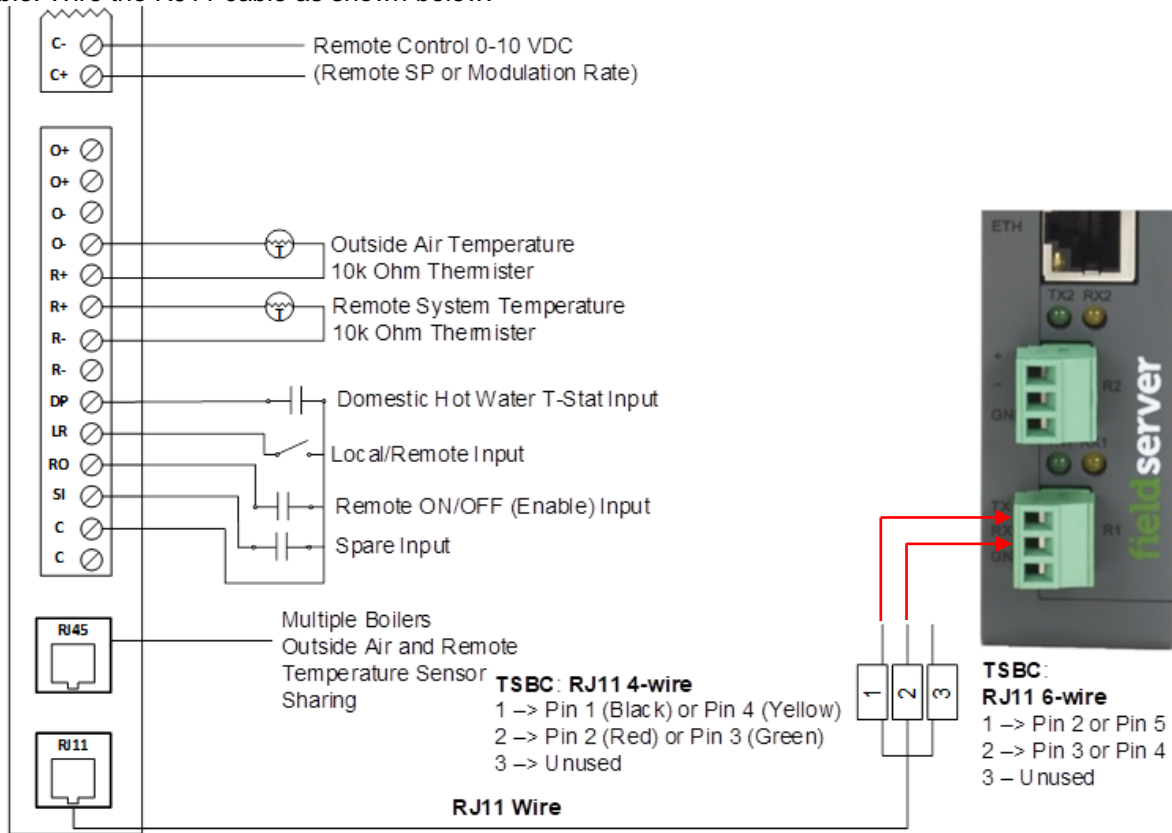 C-
Remote Control 0-10 VDC
C+
(Remote SP or Modulation Rate)
O+
O+
O-
O-
Outside Air Temperature
R+
10k Ohm Thermister
R+
Remote System Temperature
R-
10k Ohm Thermister
R-
DP
Domestic Hot Water T-Stat Input
LR
Local/Remote Input
RO
SI
Remote ON/OFF (Enable) Input
C
Spare Input
C
T
T
RJ45
Multiple Boilers
Outside Air and Remote
Temperature Sensor
Sharing
RJ11
TSBC: RJ11 4-wire
1 –> Pin 1 (Black) or Pin 4 (Yellow)
2 –> Pin 2 (Red) or Pin 3 (Green)
3 –> Unused
RJ11 Wire
1
2
3
ETH
TX2 RX2
+
–
GN
R2
TX
RX
GN
R1
fieldserver
TSBC:
RJ11 6-wire
1 –> Pin 2 or Pin 5
2 –> Pin 3 or Pin 4
3 – Unused